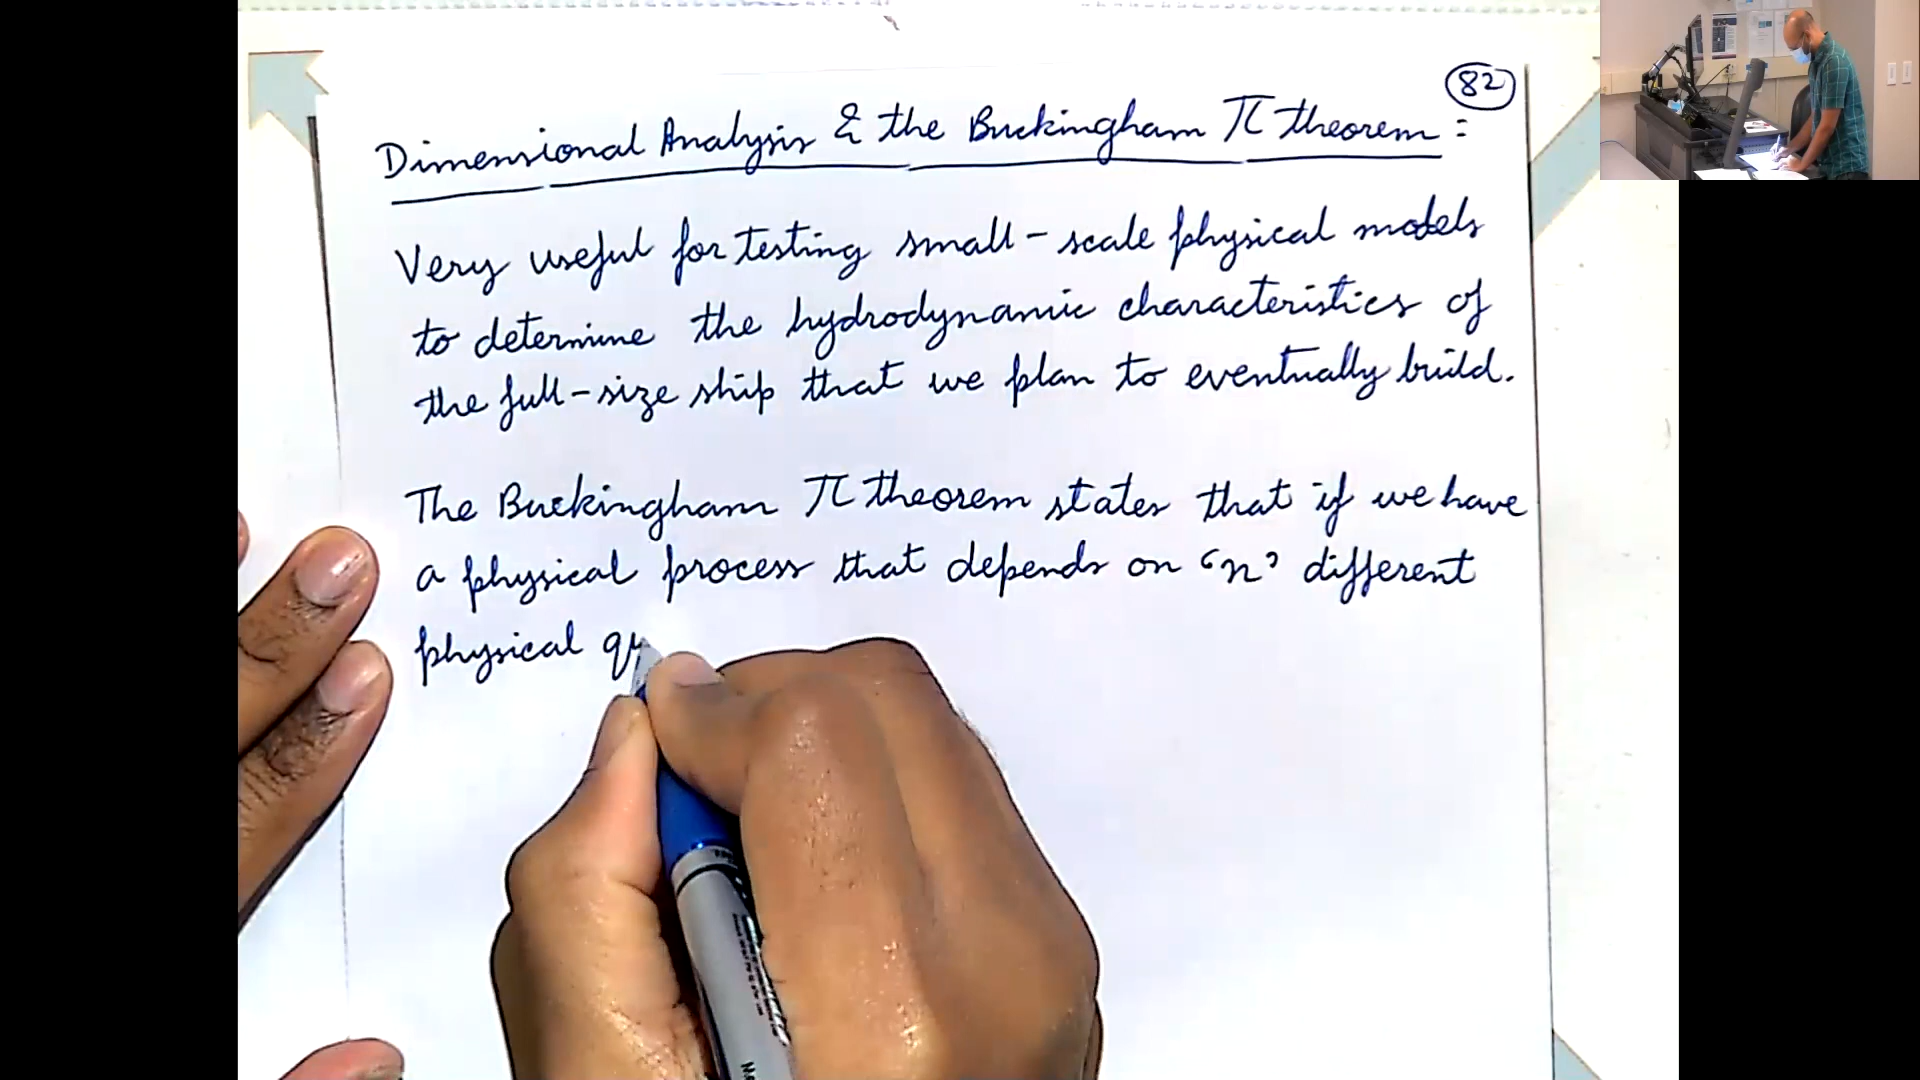 82
Dimensional Analysis & the Buckingham π theorem :
Very useful for testing small-scale physical models
to determine the hydrodynamic characteristics of
the full-size ship that we plan to eventually build.
The Buckingham π theorem states that if we have
a physical process that depends on 'n' different
physical qu